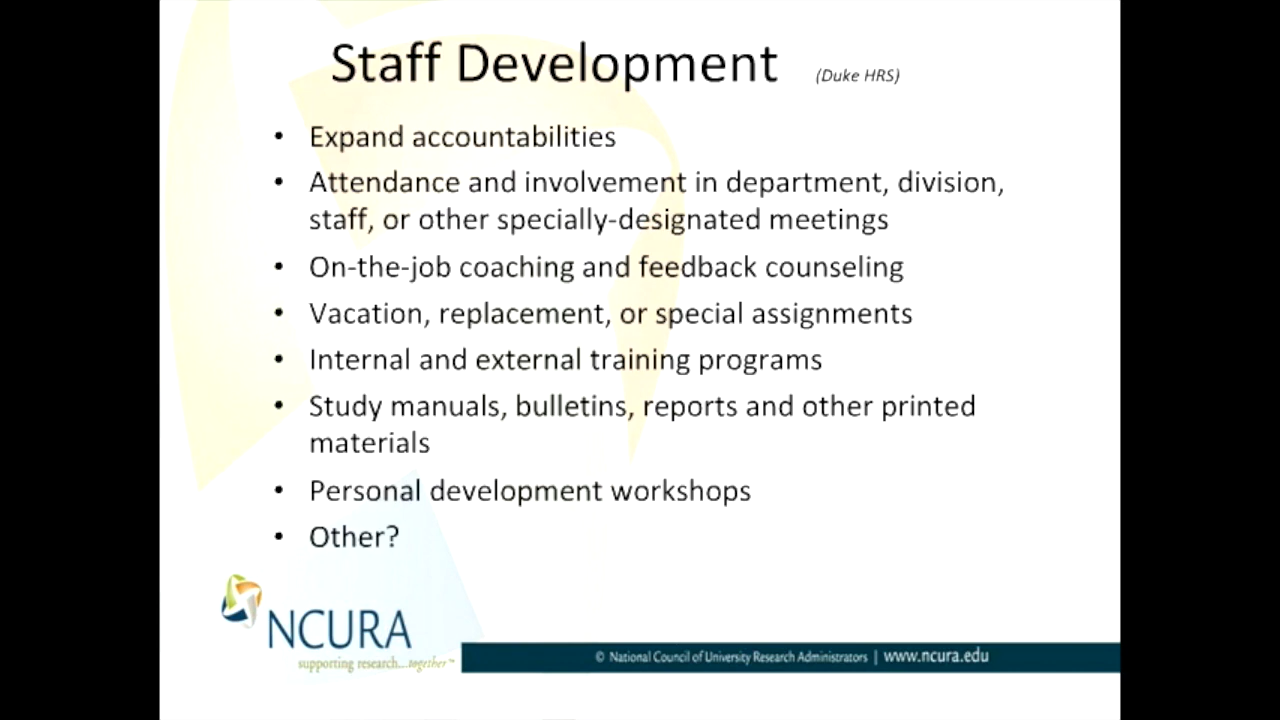 Staff Development (Duke HRS)
• Expand accountabilities
• Attendance and involvement in department, division,
staff, or other specially-designated meetings
• On-the-job coaching and feedback counseling
• Vacation, replacement, or special assignments
• Internal and external training programs
• Study manuals, bulletins, reports and other printed
materials
• Personal development workshops
• Other?
NCURA
supporting research...together™
© National Council of University Research Administrators | www.ncura.edu